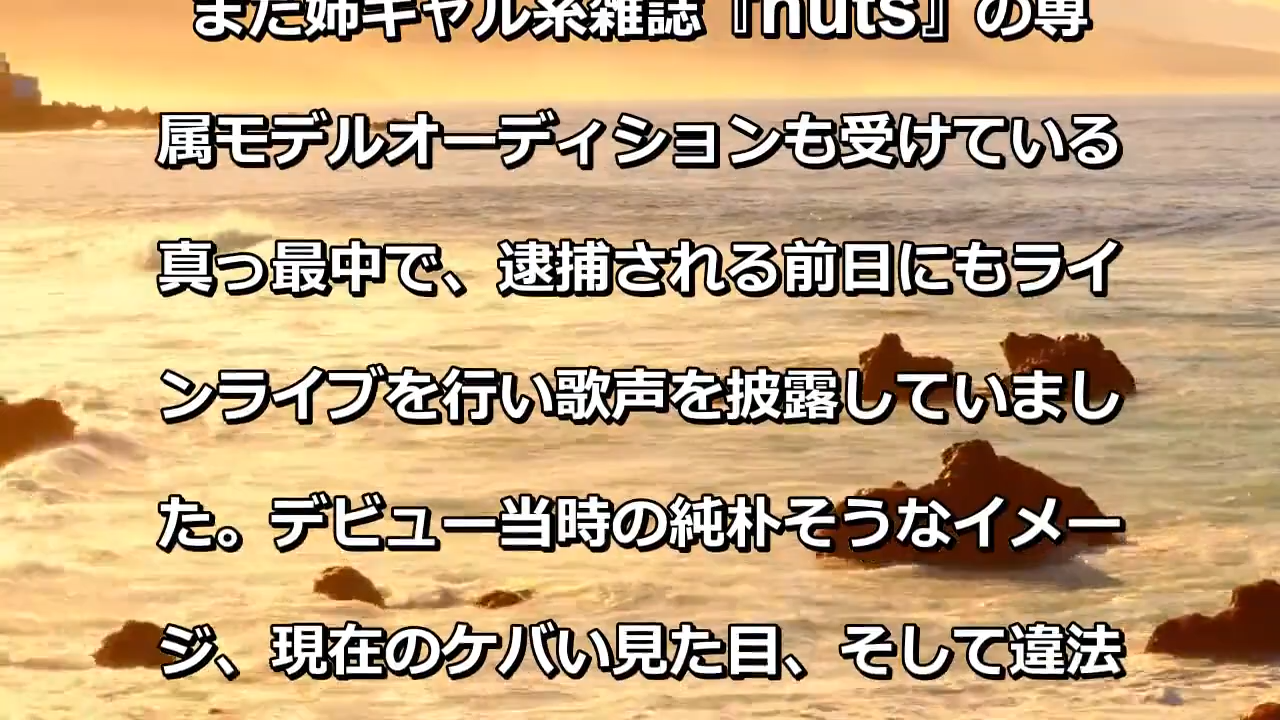 また姉ギャル系雑誌『nuts』の専
属モデルオーディションも受けている
真っ最中で、逮捕される前日にもライ
ンライブを行い歌声を披露していまし
た。デビュー当時の純朴そうなイメー
ジ、現在のケバい見た目、そして違法